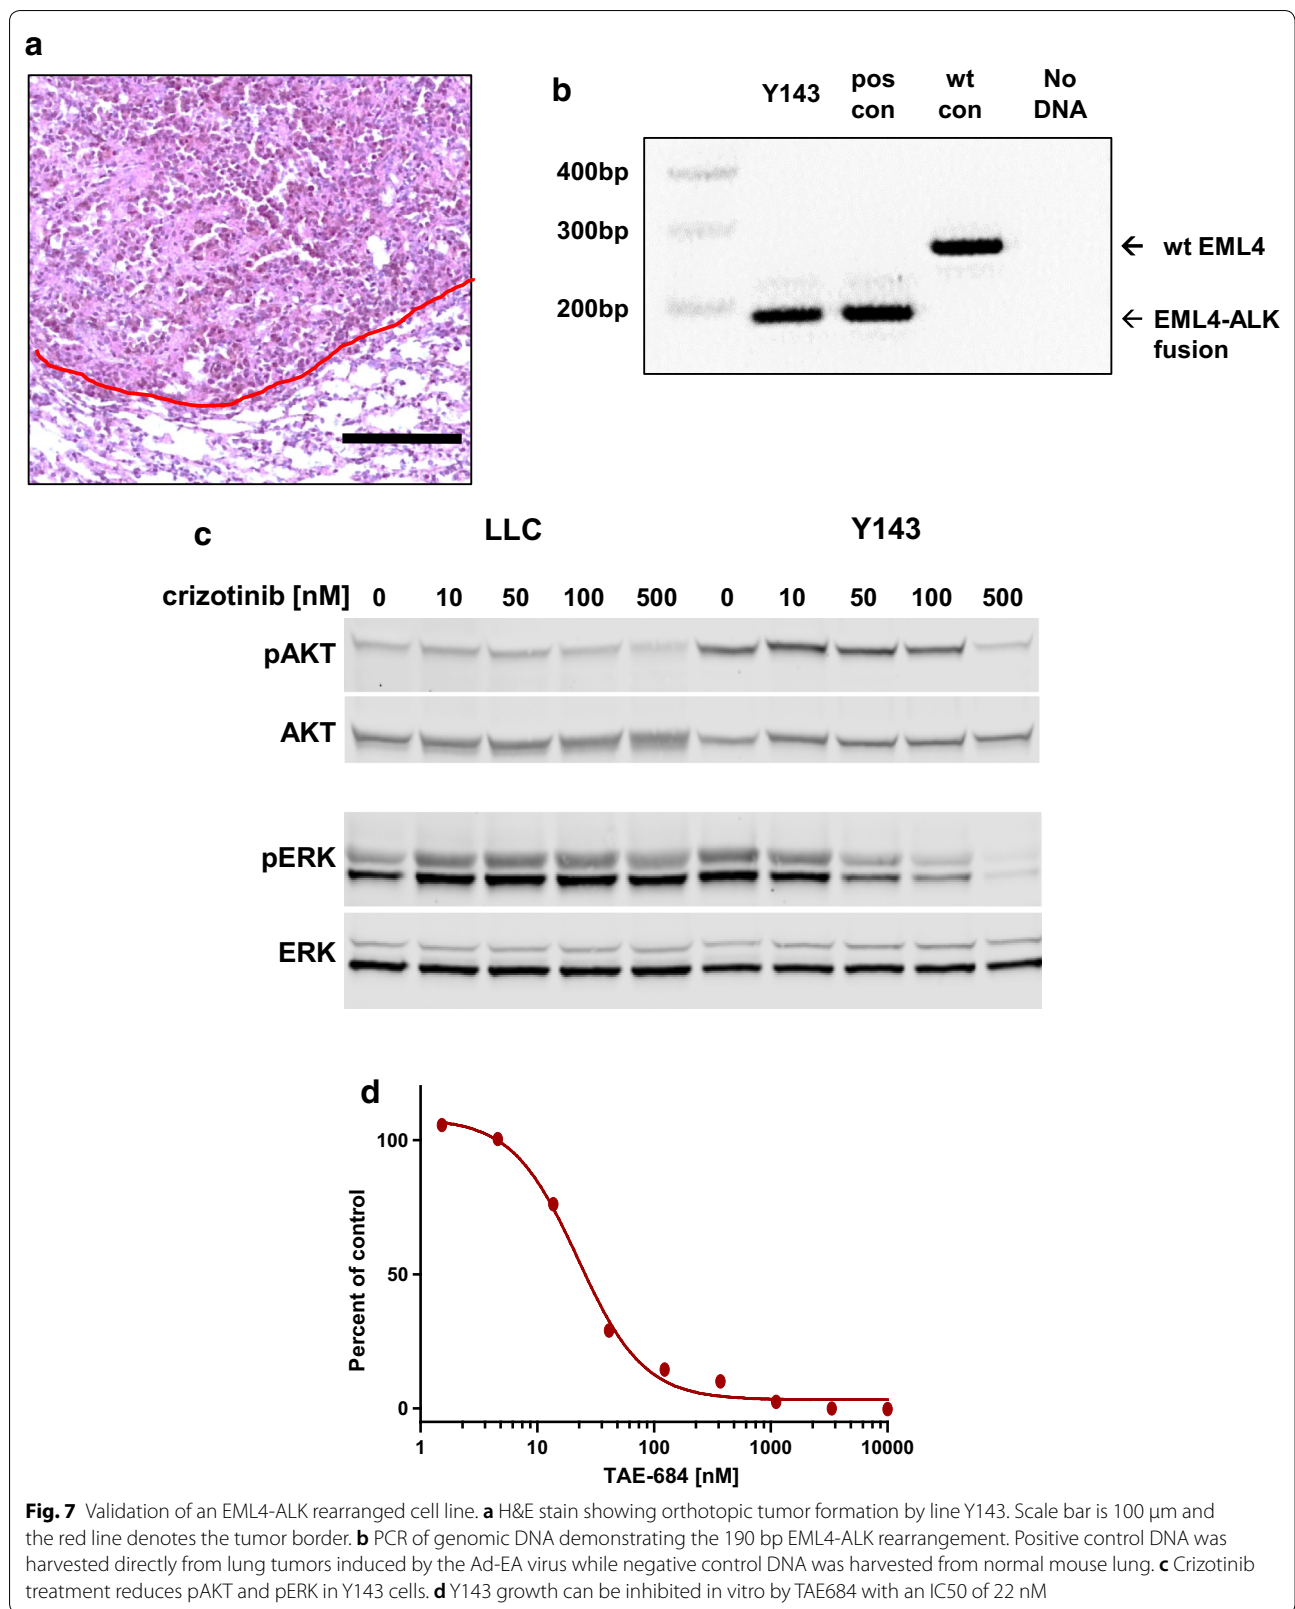 a
b
Y143
pos
con
wt
con
No
DNA
400bp
300bp
200bp
← wt EML4
← EML4-ALK
fusion
c
LLC
Y143
crizotinib [nM] 0 10 50 100 500 0 10 50 100 500
pAKT
AKT
pERK
ERK
d
100
50
0
Percent of control
1 10 100 1000 10000
TAE-684 [nM]
Fig. 7 Validation of an EML4-ALK rearranged cell line. a H&E stain showing orthotopic tumor formation by line Y143. Scale bar is 100 μm and
the red line denotes the tumor border. b PCR of genomic DNA demonstrating the 190 bp EML4-ALK rearrangement. Positive control DNA was
harvested directly from lung tumors induced by the Ad-EA virus while negative control DNA was harvested from normal mouse lung. c Crizotinib
treatment reduces pAKT and pERK in Y143 cells. d Y143 growth can be inhibited in vitro by TAE684 with an IC50 of 22 nM